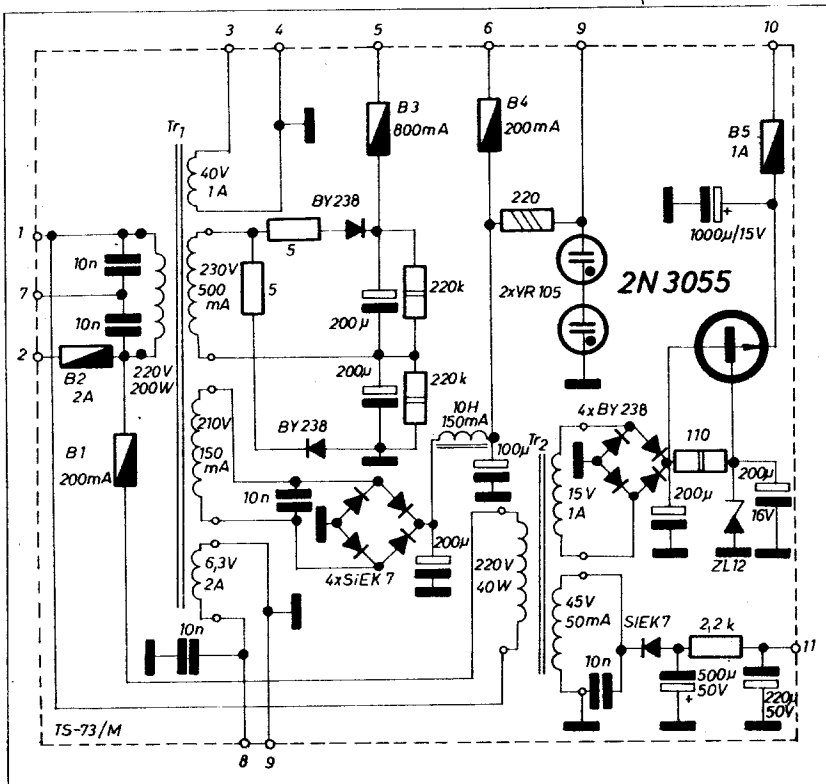 3 4 5 6 9 10
Tr1
B3
800mA
B4
200mA
B5
1A
40V
1A
BY238
220
1000µ/15V
+
1
10n
230V
500
mA
5
5
2xVR 105
2N 3055
7
10n
200µ
220k
2
B2
2A
220V
200W
200µ
220k
B1
200mA
210V
150
mA
BY 238
10H
150mA
Tr2
4xBY 238
100µ
110
10n
15V
1A
200µ
200µ
16V
6,3V
2A
4xSiEK 7
200µ
220V
40W
ZL12
45V
50mA
SiEK7
2,2 k
11
10n
10n
500µ
50V
+
220µ
50V
TS-73/M
8 9